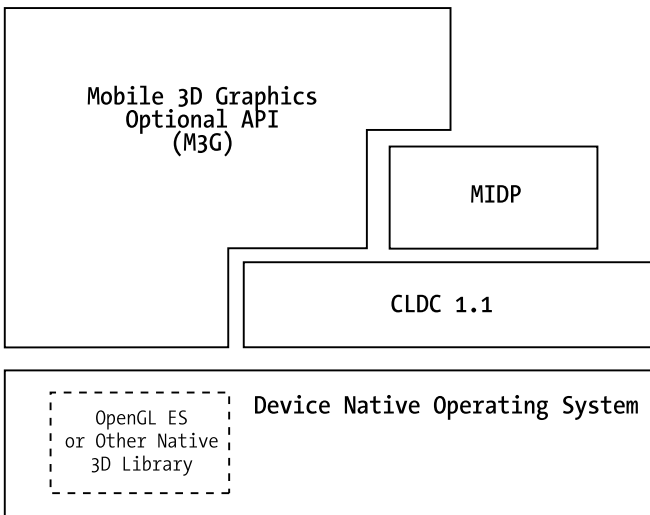 Mobile 3D Graphics
Optional API
(M3G)
MIDP
CLDC 1.1
Device Native Operating System
OpenGL ES
or Other Native
3D Library